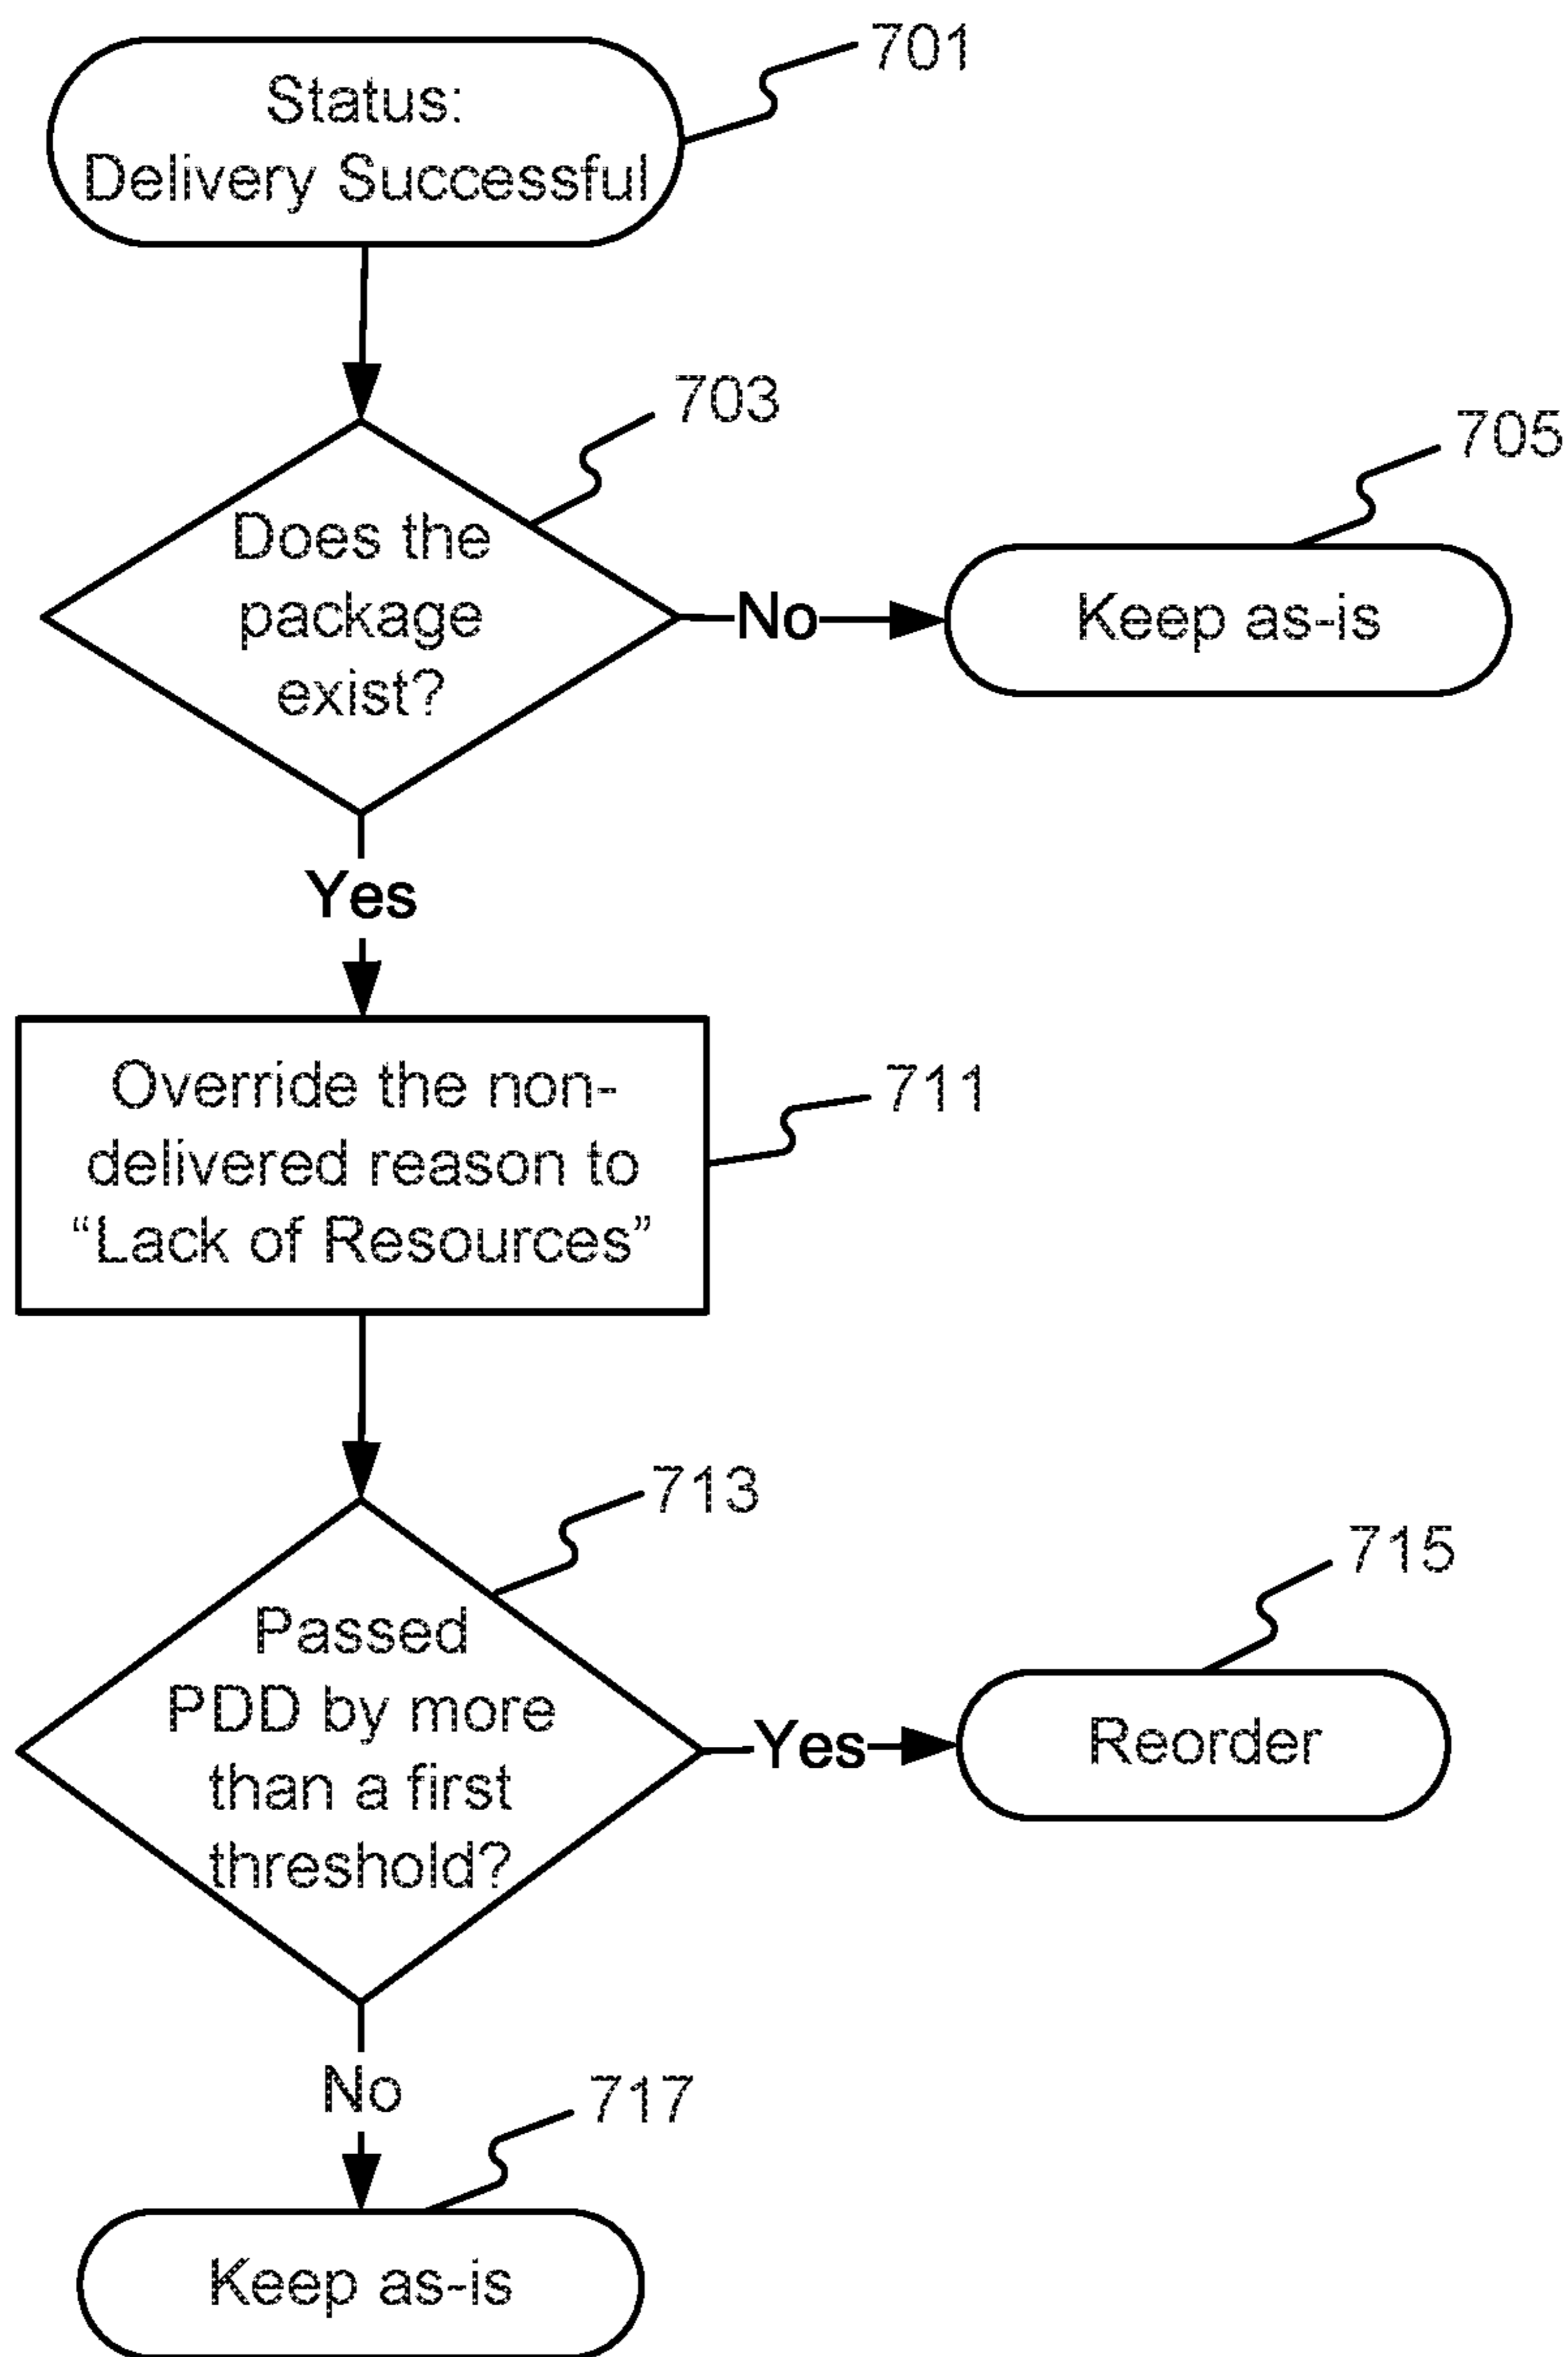 701
Status:
Delivery Successful
703
705
Does the
package
exist?
No
Keep as-is
Yes
711
Override the non-
delivered reason to
“Lack of Resources”
713
715
Passed
PDD by more
than a first
threshold?
Yes
Reorder
No
717
Keep as-is